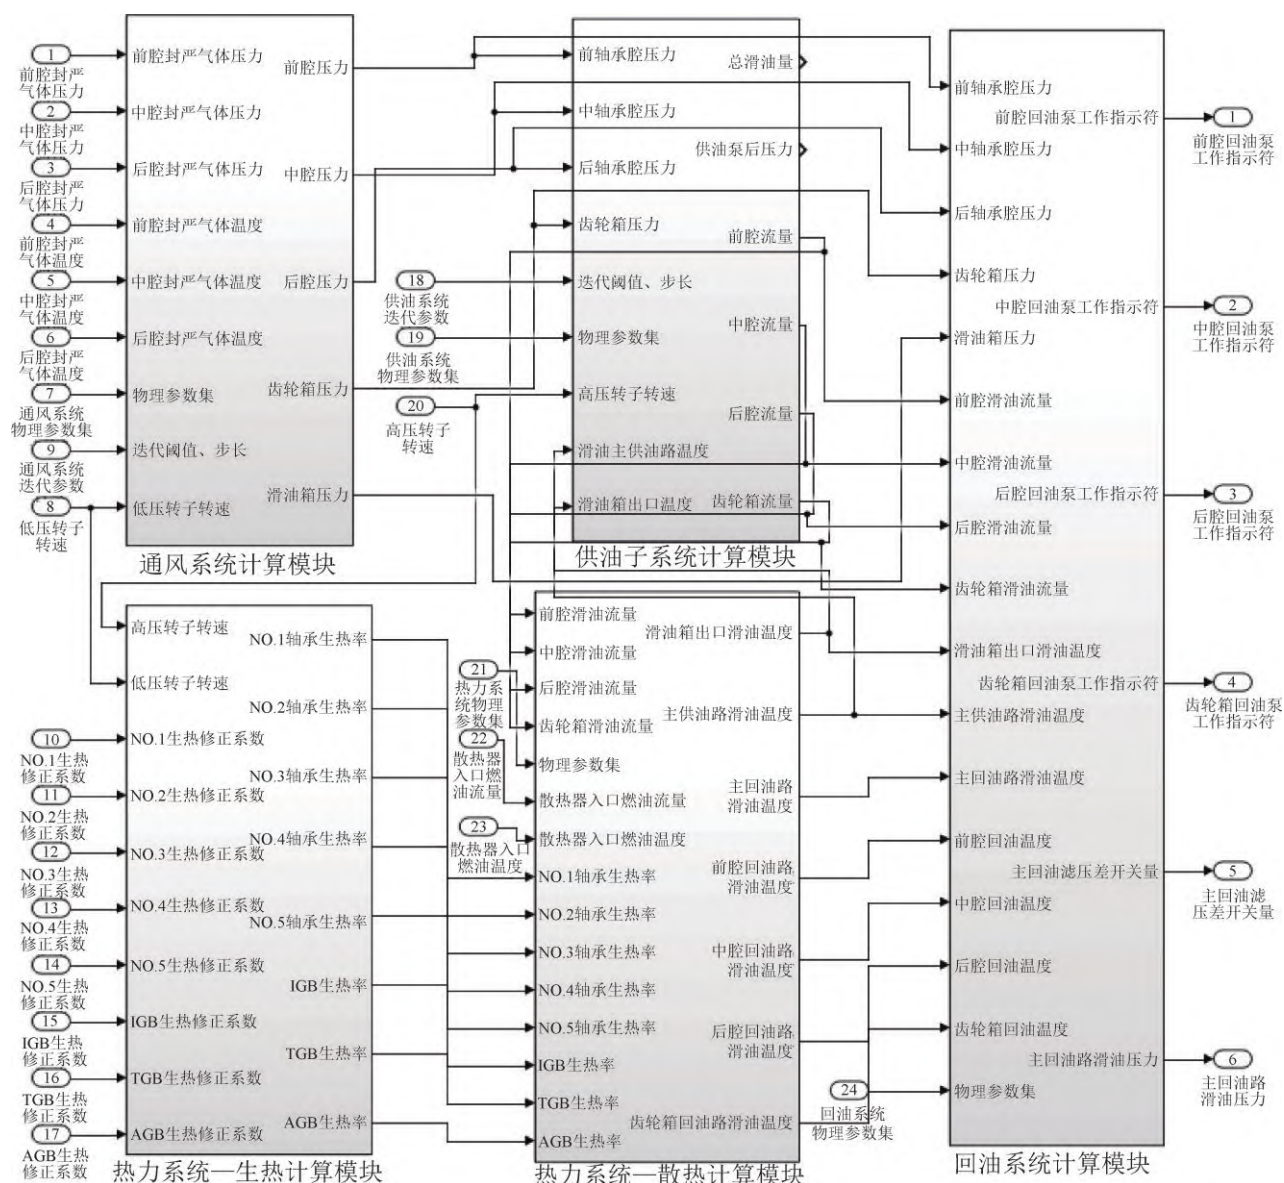 1
前腔封严
气体压力
2
中腔封严
气体压力
3
后腔封严
气体压力
4
前腔封严
气体温度
5
中腔封严
气体温度
6
后腔封严
气体温度
7
通风系统
物理参数集
9
通风系统
迭代参数
8
低压转子
转速
前腔封严气体压力
中腔封严气体压力
后腔封严气体压力
前腔封严气体温度
中腔封严气体温度
后腔封严气体温度
物理参数集
迭代阈值、步长
低压转子转速
前腔压力
中腔压力
后腔压力
齿轮箱压力
滑油箱压力
通风系统计算模块
18
供油系统
迭代参数
19
供油系统
物理参数集
20
高压转子
转速
前轴承腔压力
中轴承腔压力
后轴承腔压力
齿轮箱压力
迭代阈值、步长
物理参数集
高压转子转速
滑油主供油路温度
滑油箱出口温度
总滑油量
供油泵后压力
前腔流量
中腔流量
后腔流量
齿轮箱流量
供油子系统计算模块
10
NO.1生热
修正系数
11
NO.2生热
修正系数
12
NO.3生热
修正系数
13
NO.4生热
修正系数
14
NO.5生热
修正系数
15
IGB生热
修正系数
16
TGB生热
修正系数
17
AGB生热
修正系数
高压转子转速
低压转子转速
NO.1生热修正系数
NO.2生热修正系数
NO.3生热修正系数
NO.4生热修正系数
NO.5生热修正系数
IGB生热修正系数
TGB生热修正系数
AGB生热修正系数
NO.1轴承生热率
NO.2轴承生热率
NO.3轴承生热率
NO.4轴承生热率
NO.5轴承生热率
IGB生热率
TGB生热率
AGB生热率
热力系统—生热计算模块
21
热力系
统物理
参数集
22
散热器
入口燃
油流量
23
散热器入口
燃油温度
前腔滑油流量
中腔滑油流量
后腔滑油流量
齿轮箱滑油流量
物理参数集
散热器入口燃油流量
散热器入口燃油温度
NO.1轴承生热率
NO.2轴承生热率
NO.3轴承生热率
NO.4轴承生热率
NO.5轴承生热率
IGB生热率
TGB生热率
AGB生热率
滑油箱出口滑油温度
主供油路滑油温度
主回油路
滑油温度
前腔回油路
滑油温度
中腔回油路
滑油温度
后腔回油路
滑油温度
齿轮箱回油路滑油温度
热力系统—散热计算模块
24
回油系统
物理参数集
前轴承腔压力
中轴承腔压力
后轴承腔压力
齿轮箱压力
滑油箱压力
前腔滑油流量
中腔滑油流量
后腔滑油流量
齿轮箱滑油流量
滑油箱出口滑油温度
主供油路滑油温度
主回油路滑油温度
前腔回油温度
中腔回油温度
后腔回油温度
齿轮箱回油温度
物理参数集
前腔回油泵工作指示符
中腔回油泵工作指示符
后腔回油泵工作指示符
齿轮箱回油泵工作指示符
主回油滤压差开关量
主回油路滑油压力
回油系统计算模块
1
前腔回油泵
工作指示符
2
中腔回油泵
工作指示符
3
后腔回油泵
工作指示符
4
齿轮箱回油泵
工作指示符
5
主回油滤
压差开关量
6
主回油路
滑油压力